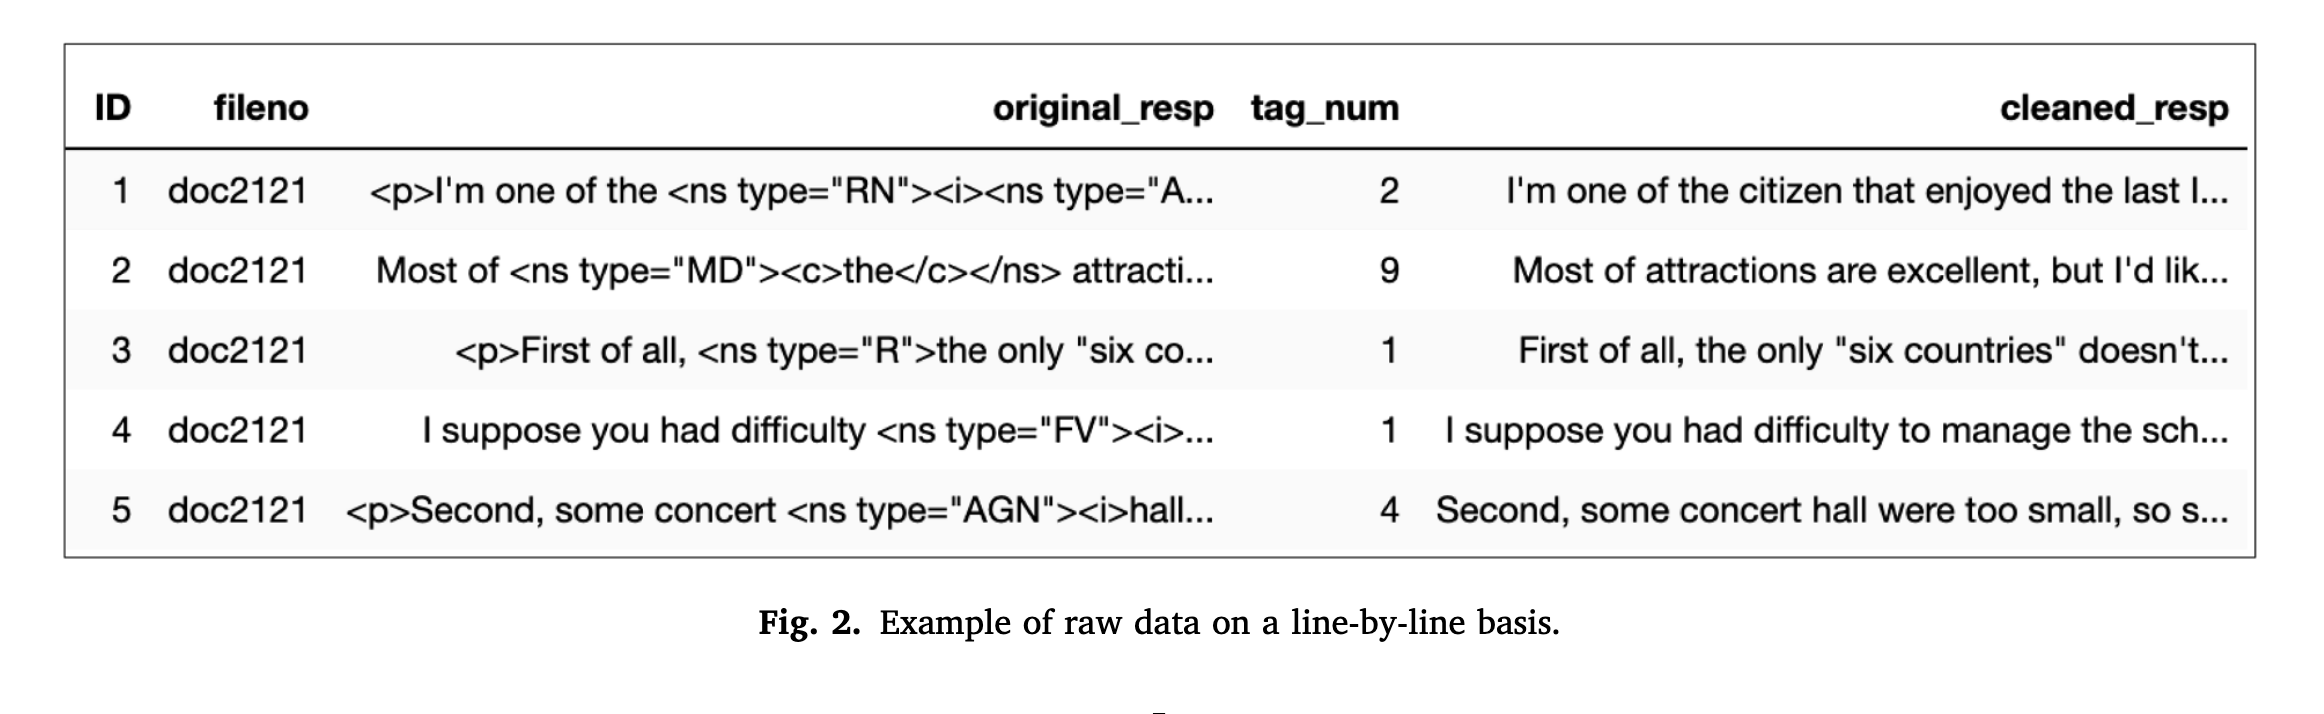 ID fileno original_resp tag_num cleaned_resp
1 doc2121 <p>I'm one of the <ns type="RN"><i><ns type="A... 2 I'm one of the citizen that enjoyed the last I...
2 doc2121 Most of <ns type="MD"><c>the</c></ns> attracti... 9 Most of attractions are excellent, but I'd lik...
3 doc2121 <p>First of all, <ns type="R">the only "six co... 1 First of all, the only "six countries" doesn't...
4 doc2121 I suppose you had difficulty <ns type="FV"><i>... 1 I suppose you had difficulty to manage the sch...
5 doc2121 <p>Second, some concert <ns type="AGN"><i>hall... 4 Second, some concert hall were too small, so s...
Fig. 2. Example of raw data on a line-by-line basis.